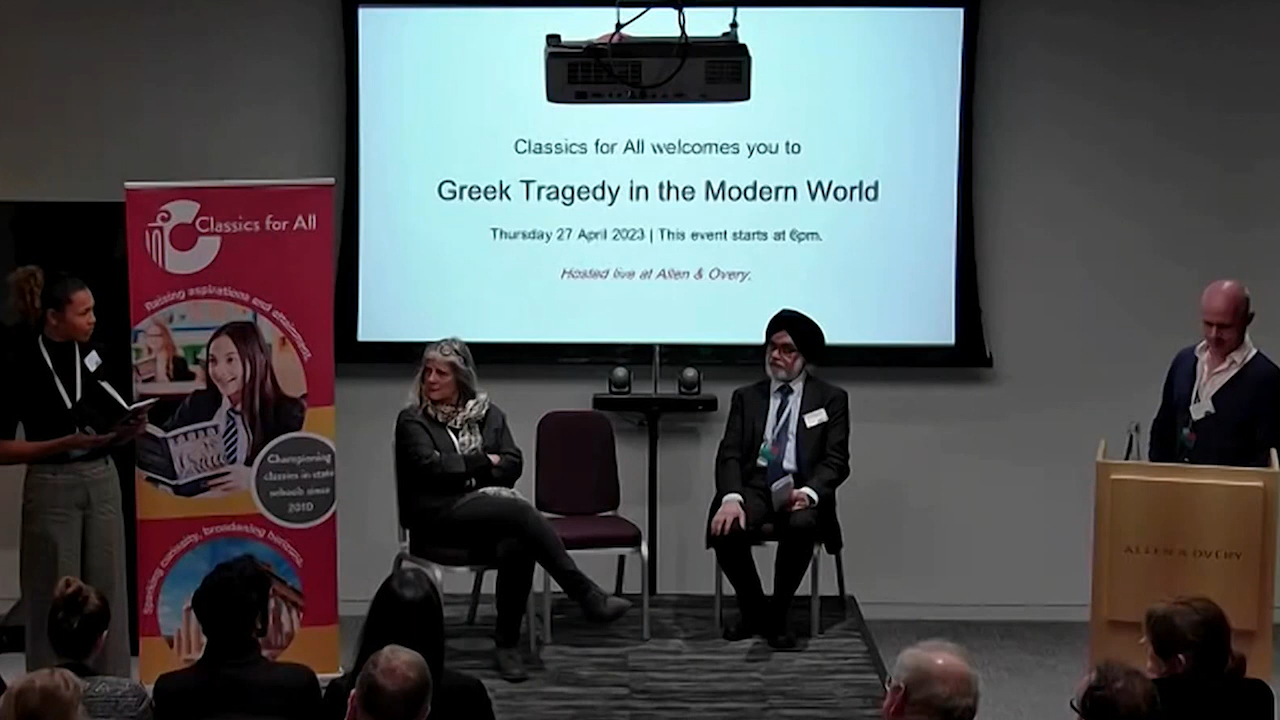 Classics for All welcomes you to
Greek Tragedy in the Modern World
Thursday 27 April 2023 | This event starts at 6pm.
Hosted live at Allen & Overy.
Classics for All
Raising aspirations and attainment
Championing
classics in state
schools since
2010
Sparking curiosity, broadening horizons
ALLEN & OVERY